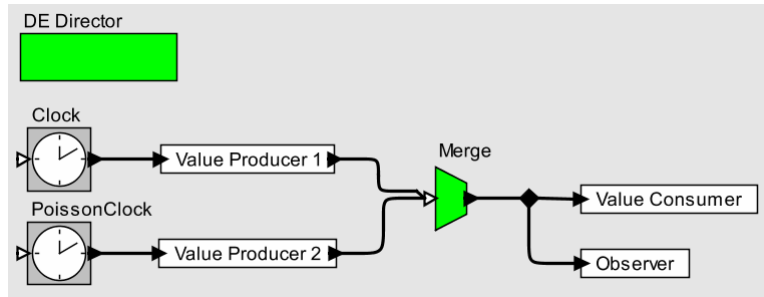 DE Director
Clock
Value Producer 1
Merge
PoissonClock
Value Consumer
Value Producer 2
Observer